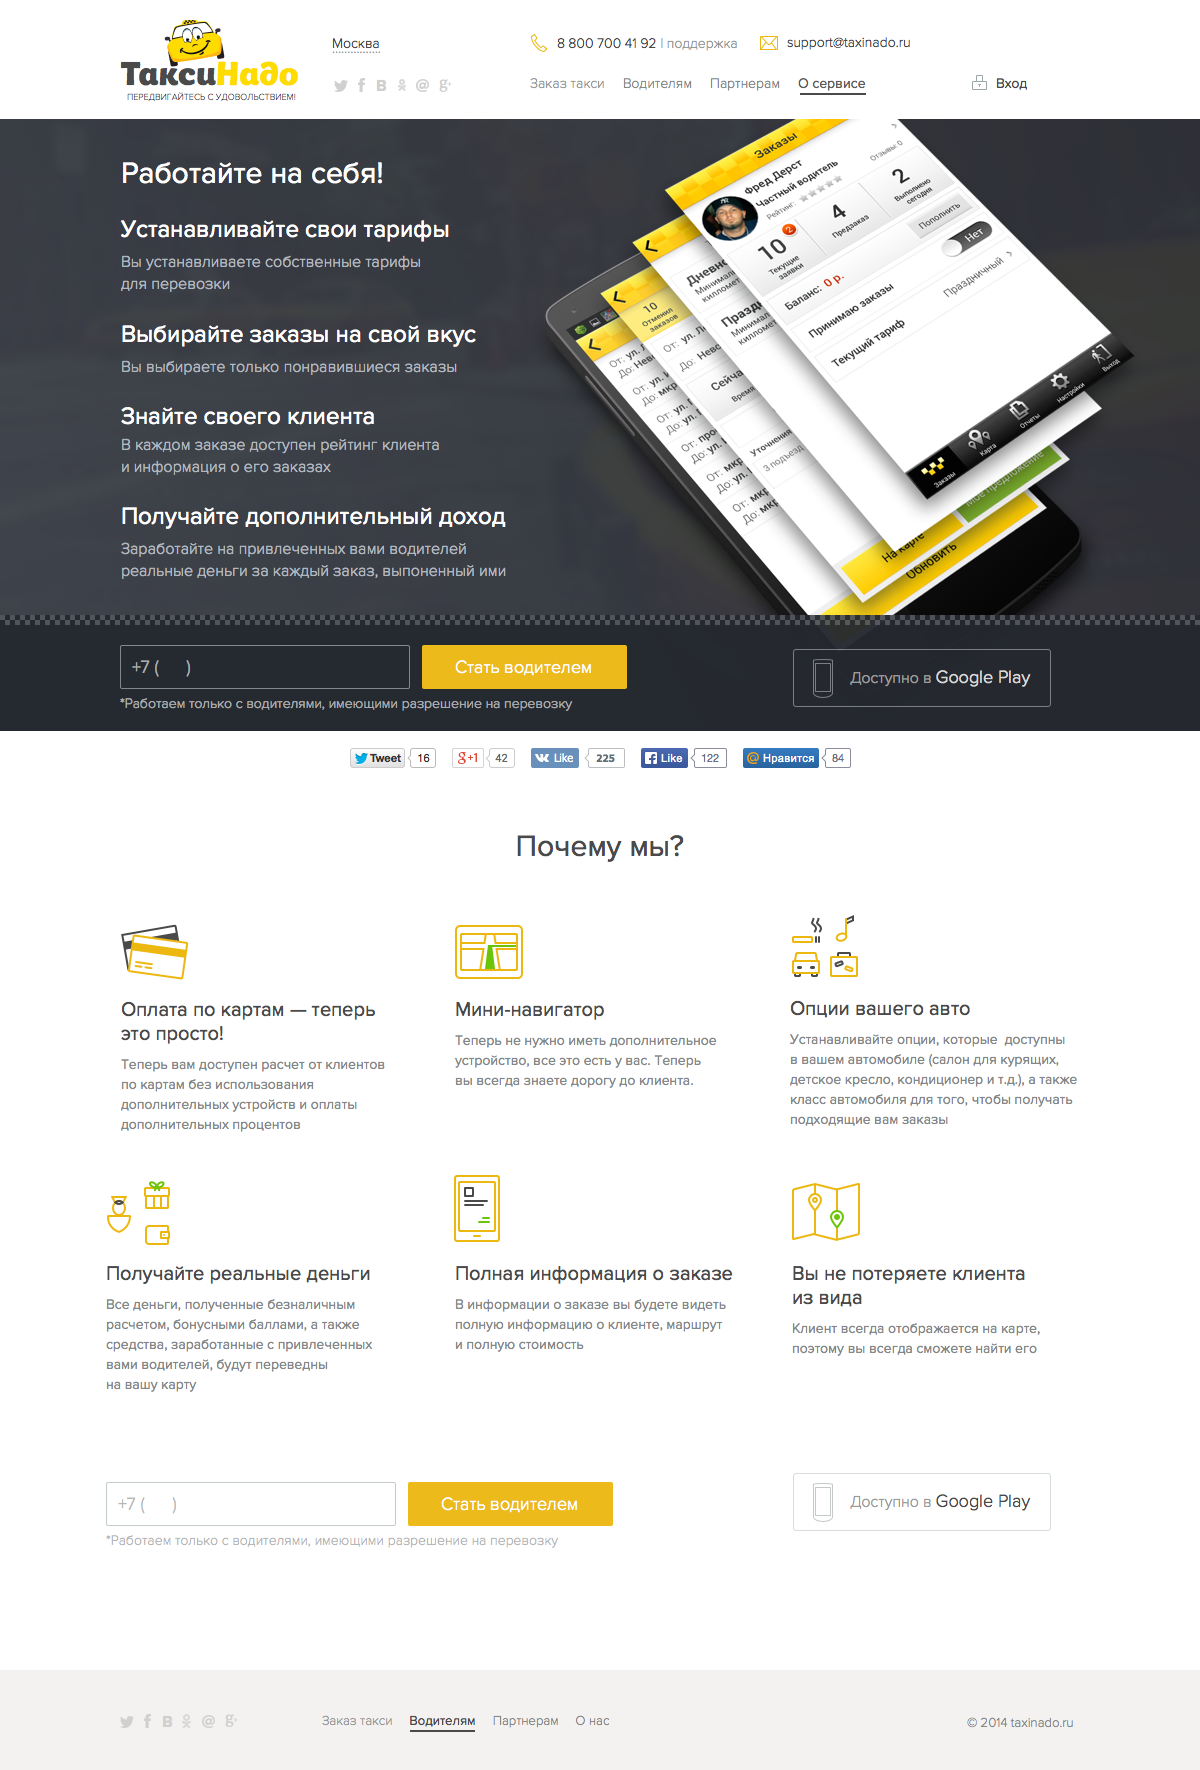 ТаксиНадо
ПЕРЕДВИГАЙТЕСЬ С УДОВОЛЬСТВИЕМ!
Москва
8 800 700 41 92 | поддержка
support@taxinado.ru
Заказ такси
Водителям
Партнерам
О сервисе
Вход
Работайте на себя!
Устанавливайте свои тарифы
Вы устанавливаете собственные тарифы
для перевозки
Выбирайте заказы на свой вкус
Вы выбираете только понравившиеся заказы
Знайте своего клиента
В каждом заказе доступен рейтинг клиента
и информация о его заказах
Получайте дополнительный доход
Заработайте на привлеченных вами водителей
реальные деньги за каждый заказ, выпоненный ими
Заказы
Фред Дерст
Частный водитель
Рейтинг:
Отзывы: 0
10
2
Текущие
заявки
4
Предзаказ
2
Выполнено
сегодня
Баланс: 0 р.
Пополнить
Принимаю заказы
Нет
Текущий тариф
Праздничный
Заказы
Карта
Отчеты
Настройки
Выход
10
Отменил
заказов
На карте
Мое предложение
Обновить
+7 ( )
Стать водителем
*Работаем только с водителями, имеющими разрешение на перевозку
Доступно в Google Play
Tweet 16
g+1 42
Like 225
Like 122
Нравится 84
Почему мы?
Оплата по картам — теперь
это просто!
Теперь вам доступен расчет от клиентов
по картам без использования
дополнительных устройств и оплаты
дополнительных процентов
Мини-навигатор
Теперь не нужно иметь дополнительное
устройство, все это есть у вас. Теперь
вы всегда знаете дорогу до клиента.
Опции вашего авто
Устанавливайте опции, которые доступны
в вашем автомобиле (салон для курящих,
детское кресло, кондиционер и т.д.), а также
класс автомобиля для того, чтобы получать
подходящие вам заказы
Получайте реальные деньги
Все деньги, полученные безналичным
расчетом, бонусными баллами, а также
средства, заработанные с привлеченных
вами водителей, будут переведны
на вашу карту
Полная информация о заказе
В информации о заказе вы будете видеть
полную информацию о клиенте, маршрут
и полную стоимость
Вы не потеряете клиента
из вида
Клиент всегда отображается на карте,
поэтому вы всегда сможете найти его
+7 ( )
Стать водителем
*Работаем только с водителями, имеющими разрешение на перевозку
Доступно в Google Play
Заказ такси
Водителям
Партнерам
О нас
© 2014 taxinado.ru